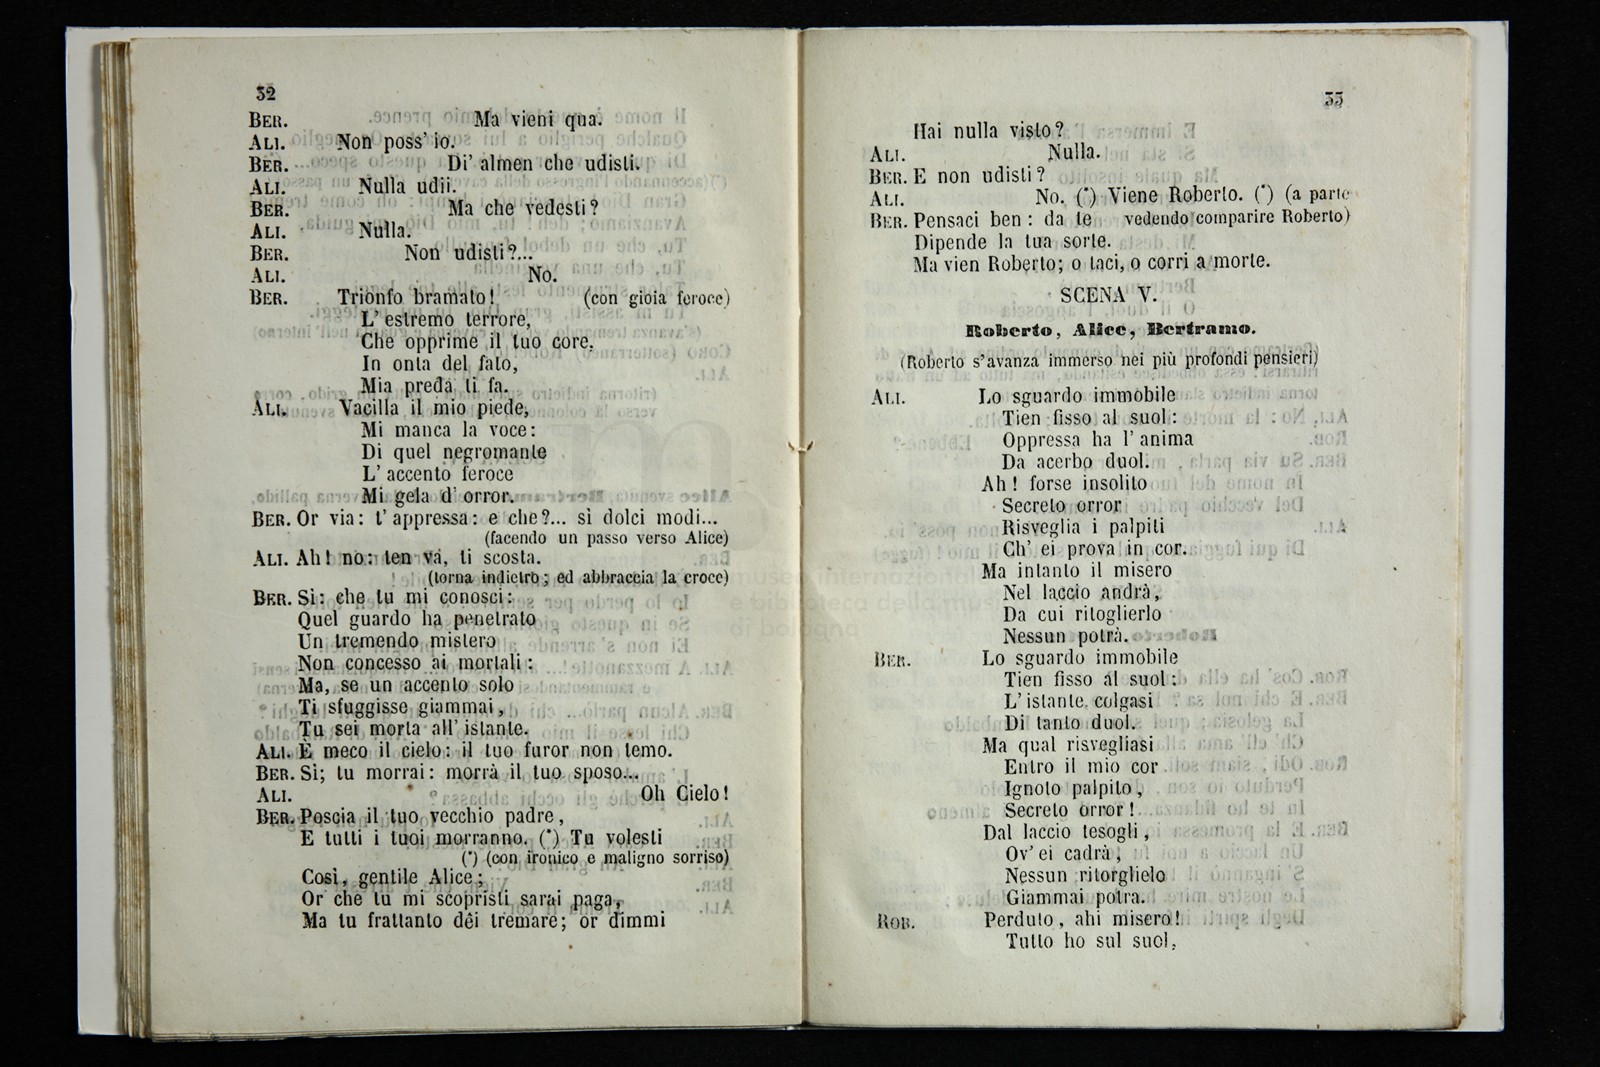 32
BER. Ma vieni qua.
ALI. Non poss' io.
BER. Di' almen che udisti.
ALI. Nulla udii.
BER. Ma che vedesti?
ALI. Nulla.
BER. Non udisti?...
ALI. No.
BER. Trionfo bramato! (con gioia feroce)
L' estremo terrore,
Che opprime il tuo core,
In onta del fato,
Mia preda ti fa.
ALI. Vacilla il mio piede,
Mi manca la voce:
Di quel negromante
L' accento feroce
Mi gela d' orror.
BER. Or via: t' appressa: e che?... sì dolci modi...
(facendo un passo verso Alice)
ALI. Ah! no: ten va, ti scosta.
(torna indietro; ed abbraccia la croce)
BER. Si: che tu mi conosci:
Quel guardo ha penetrato
Un tremendo mistero
Non concesso ai mortali:
Ma, se un accento solo
Ti sfuggisse giammai,
Tu sei morta all' istante.
ALI. È meco il cielo: il tuo furor non temo.
BER. Si; tu morrai: morrà il tuo sposo...
ALI. Oh Cielo!
BER. Poscia il tuo vecchio padre,
E tutti i tuoi morranno. (*) Tu volesti
(*) (con ironico e maligno sorriso)
Così, gentile Alice;
Or che tu mi scopristi sarai paga,
Ma tu frattanto dêi tremare; or dimmi
33
Hai nulla visto?
ALI. Nulla.
BER. E non udisti?
ALI. No. (*) Viene Roberto. (*) (a parte
BER. Pensaci ben: da te vedendo comparire Roberto)
Dipende la tua sorte.
Ma vien Roberto; o taci, o corri a morte.
SCENA V.
Roberto, Alice, Bertramo.
(Roberto s'avanza immerso nei più profondi pensieri)
ALI. Lo sguardo immobile
Tien fisso al suol:
Oppressa ha l' anima
Da acerbo duol.
Ah! forse insolito
Secreto orror
Risveglia i palpiti
Ch' ei prova in cor.
Ma intanto il misero
Nel laccio andrà,
Da cui ritoglierlo
Nessun potrà.
BER. Lo sguardo immobile
Tien fisso al suol:
L' istante colgasi
Di tanto duol.
Ma qual risvegliasi
Entro il mio cor
Ignoto palpito,
Secreto orror!
Dal laccio tesogli,
Ov' ei cadrà,
Nessun ritorglielo
Giammai potra.
ROB. Perduto, ahi misero!
Tutto ho sul suol,
museo internazionale
e biblioteca della musica
di bologna